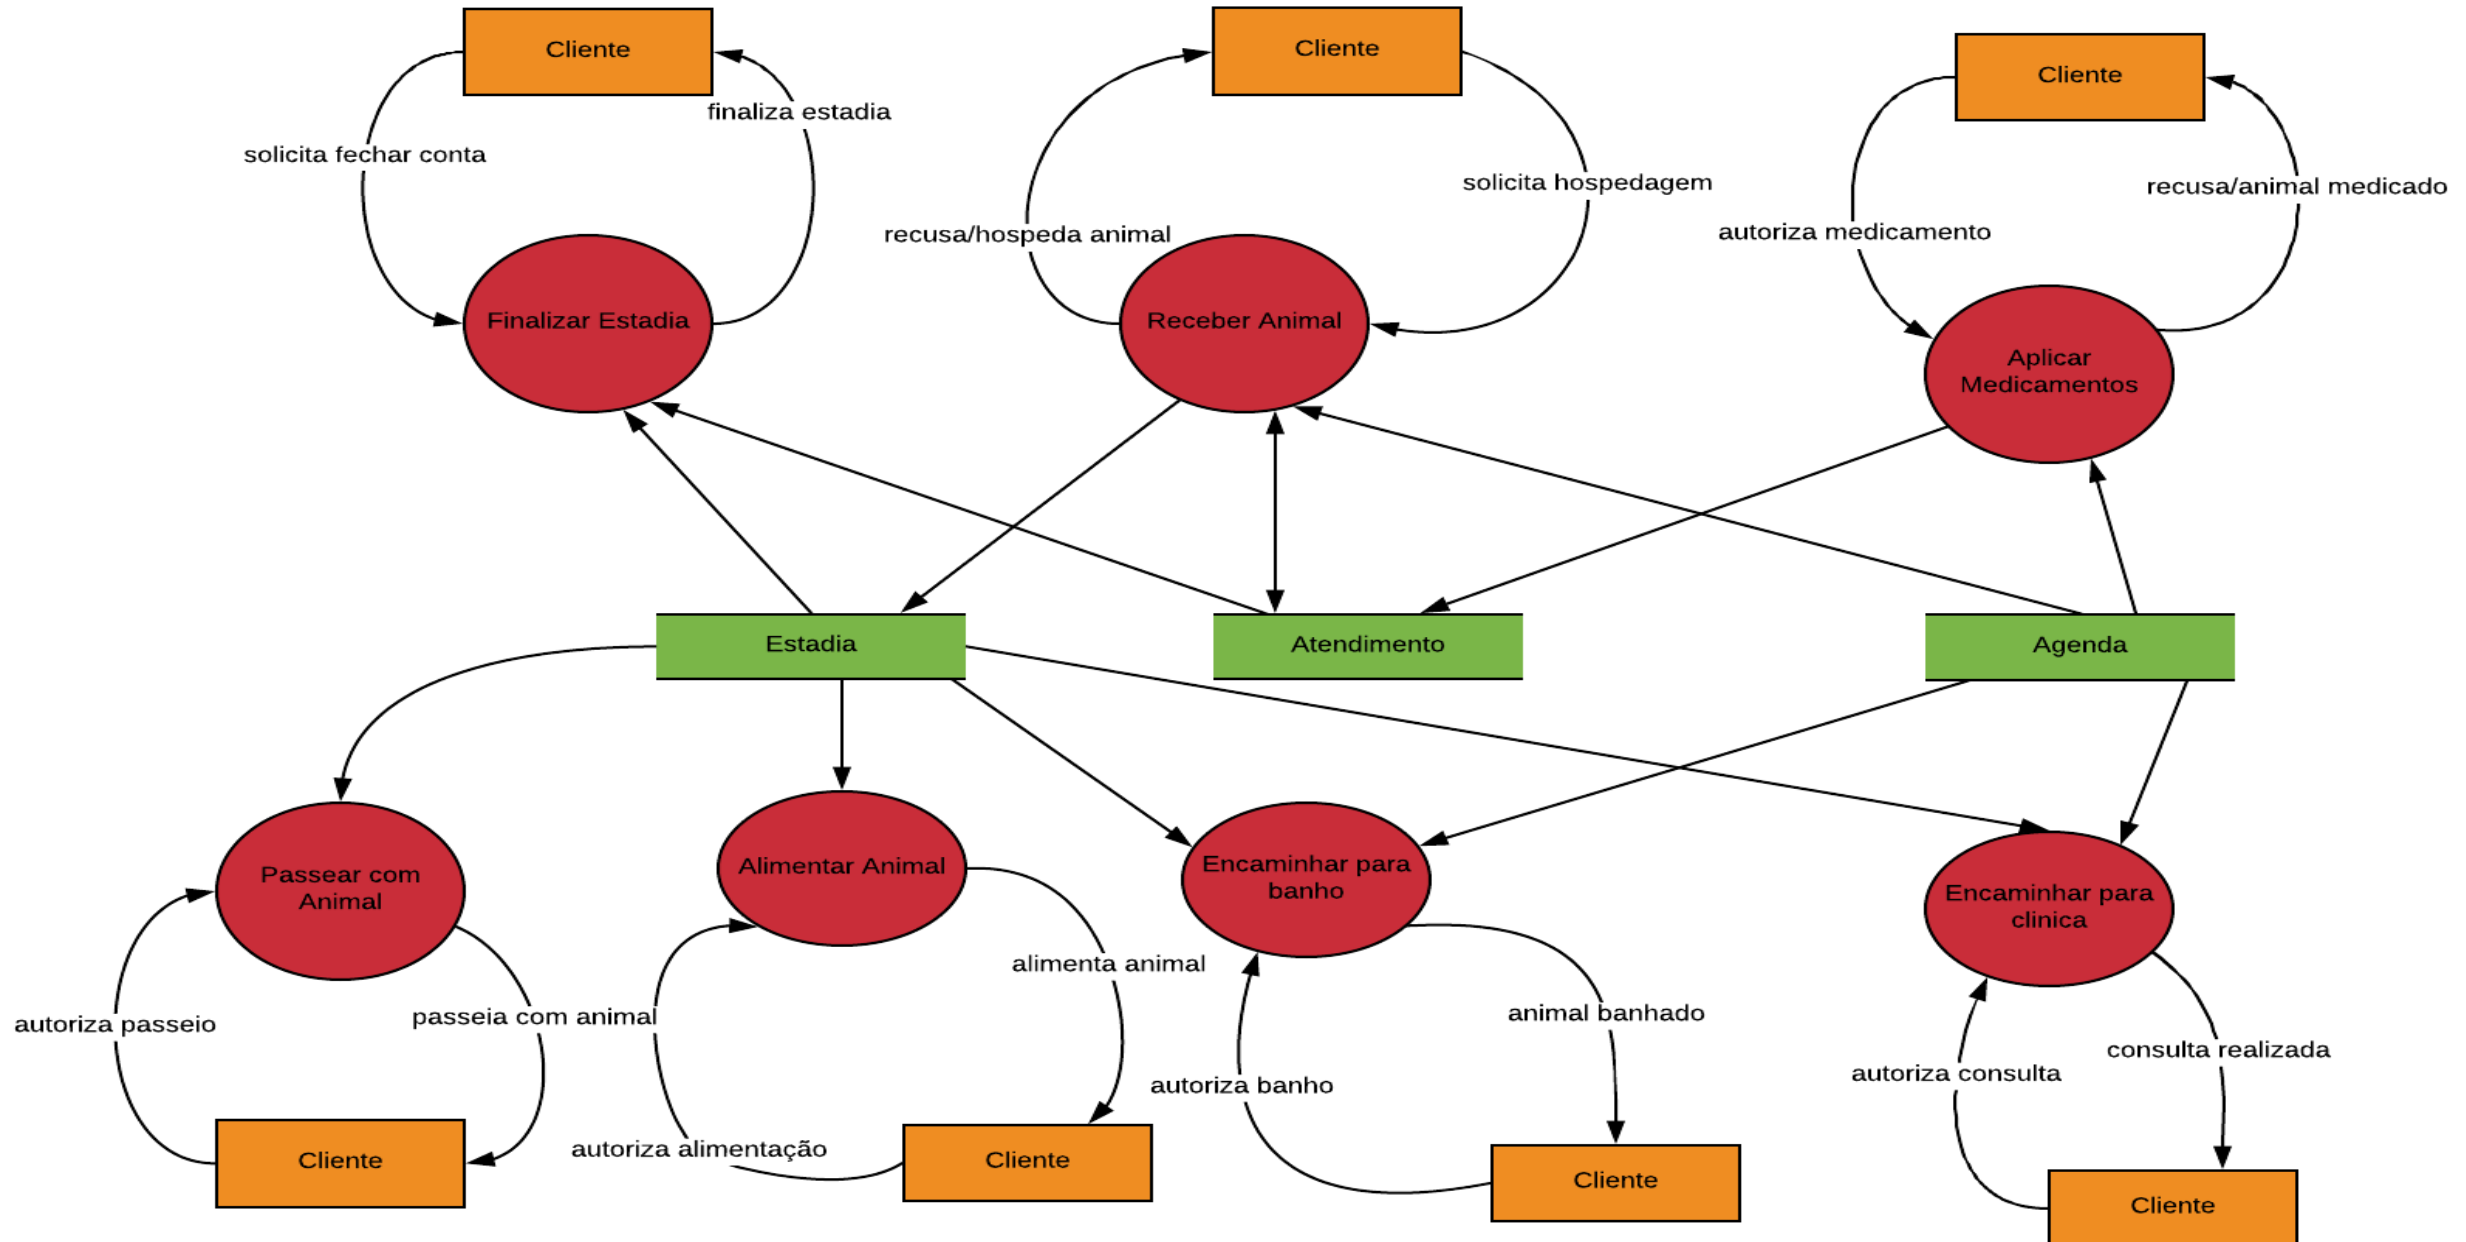 Cliente
Cliente
Cliente
finaliza estadia
solicita fechar conta
solicita hospedagem
recusa/animal medicado
recusa/hospeda animal
autoriza medicamento
Finalizar Estadia
Receber Animal
Aplicar
Medicamentos
Estadia
Atendimento
Agenda
Passear com
Animal
Alimentar Animal
Encaminhar para
banho
Encaminhar para
clinica
alimenta animal
autoriza passeio
passeia com animal
animal banhado
consulta realizada
autoriza banho
autoriza consulta
autoriza alimentação
Cliente
Cliente
Cliente
Cliente